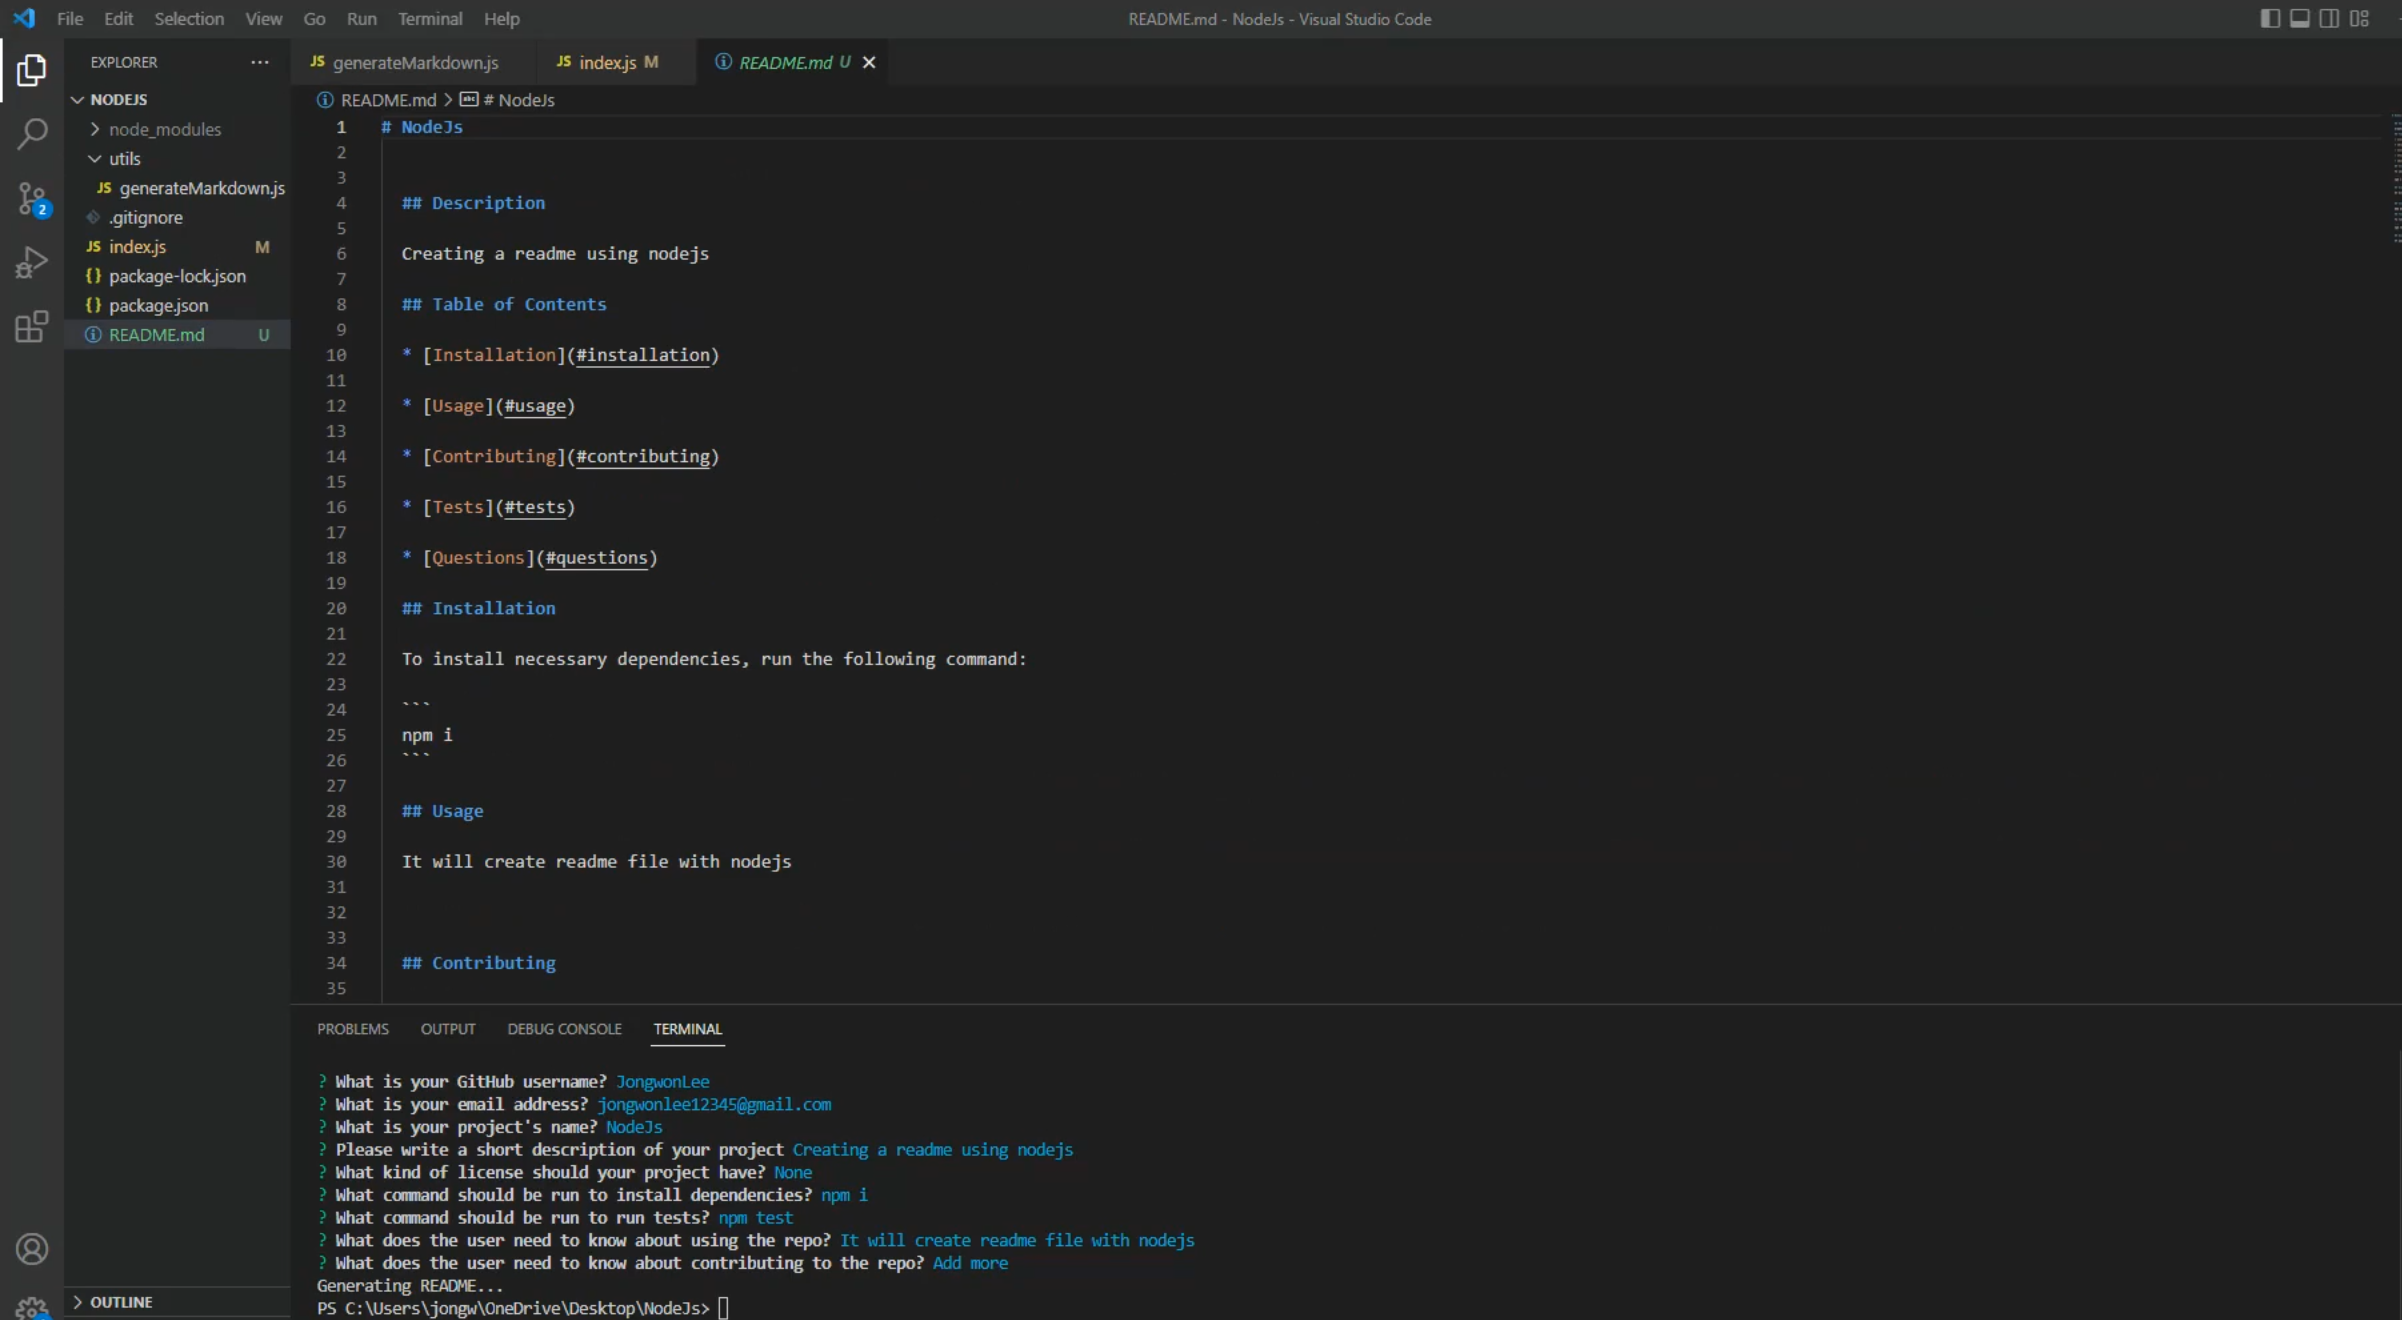 File Edit Selection View Go Run Terminal Help
README.md - NodeJs - Visual Studio Code
EXPLORER ...
NODEJS
node_modules
utils
JS generateMarkdown.js
.gitignore
JS index.js M
{} package-lock.json
{} package.json
README.md U
OUTLINE
2
JS generateMarkdown.js JS index.js M README.md U
README.md > # NodeJs
1 # NodeJs
2
3
4 ## Description
5
6 Creating a readme using nodejs
7
8 ## Table of Contents
9
10 * [Installation](#installation)
11
12 * [Usage](#usage)
13
14 * [Contributing](#contributing)
15
16 * [Tests](#tests)
17
18 * [Questions](#questions)
19
20 ## Installation
21
22 To install necessary dependencies, run the following command:
23
24 ```
25 npm i
26 ```
27
28 ## Usage
29
30 It will create readme file with nodejs
31
32
33
34 ## Contributing
35
PROBLEMS OUTPUT DEBUG CONSOLE TERMINAL
? What is your GitHub username? JongwonLee
? What is your email address? jongwonlee12345@gmail.com
? What is your project's name? NodeJs
? Please write a short description of your project Creating a readme using nodejs
? What kind of license should your project have? None
? What command should be run to install dependencies? npm i
? What command should be run to run tests? npm test
? What does the user need to know about using the repo? It will create readme file with nodejs
? What does the user need to know about contributing to the repo? Add more
Generating README...
PS C:\Users\jongw\OneDrive\Desktop\NodeJs>